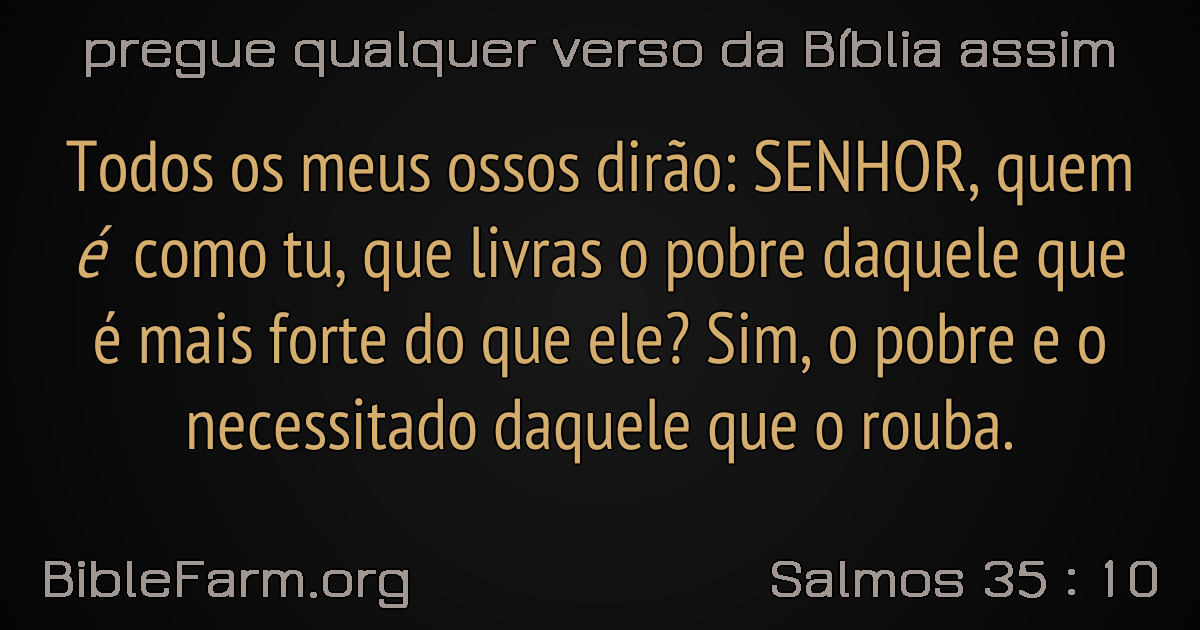 pregue qualquer verso da Bíblia assim
Todos os meus ossos dirão: SENHOR, quem
é como tu, que livras o pobre daquele que
é mais forte do que ele? Sim, o pobre e o
necessitado daquele que o rouba.
BibleFarm.org
Salmos 35 : 10